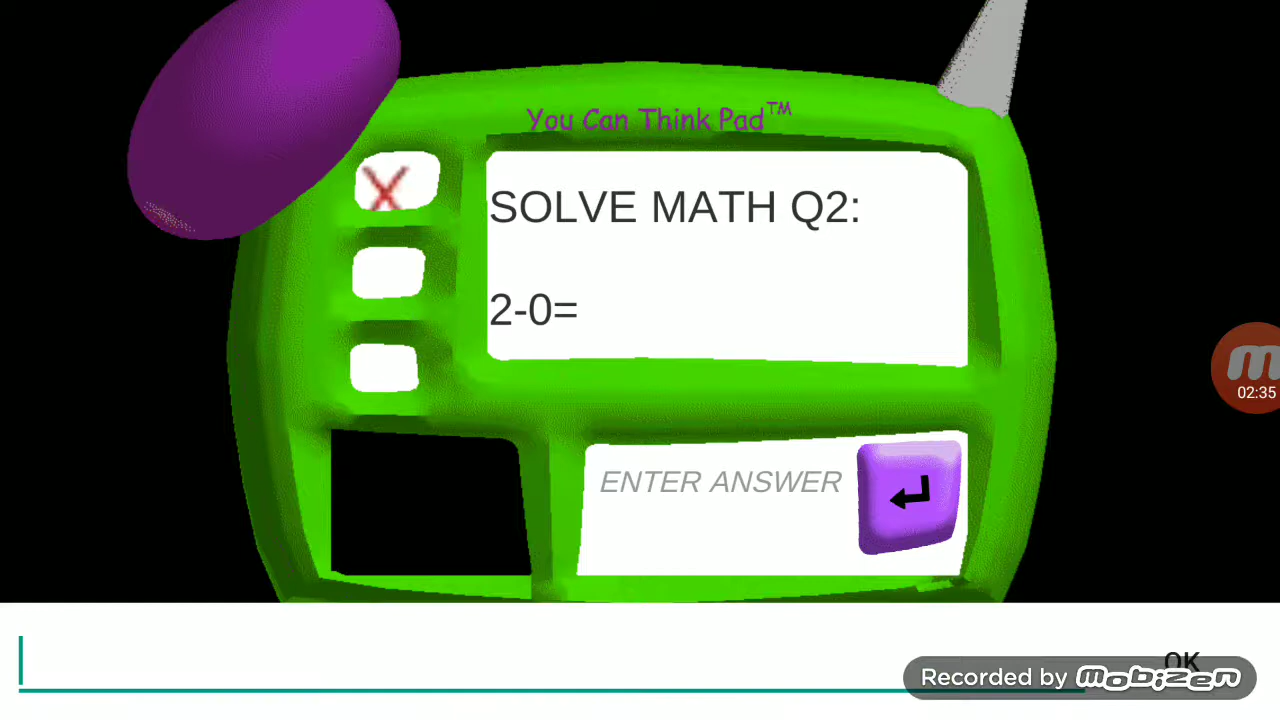 You Can Think Pad™
SOLVE MATH Q2:
2-0=
ENTER ANSWER
02:35
OK
Recorded by mobizen